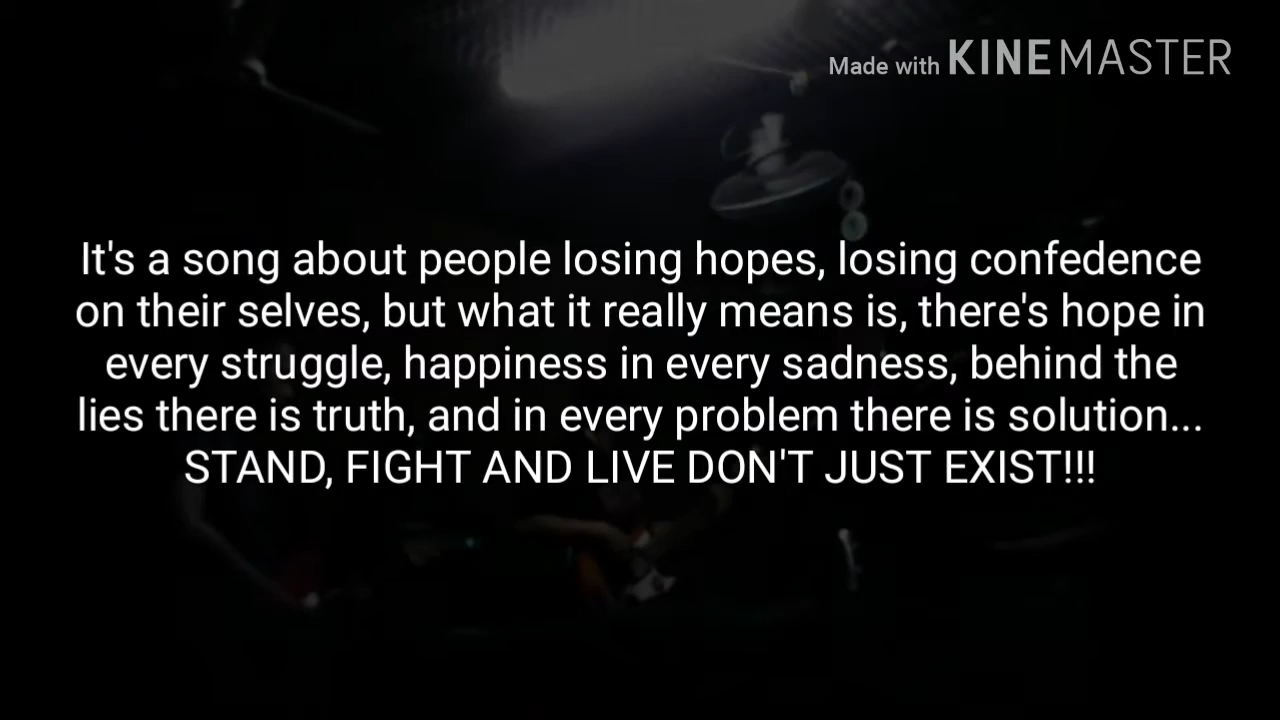 Made with KINEMASTER
It's a song about people losing hopes, losing confedence
on their selves, but what it really means is, there's hope in
every struggle, happiness in every sadness, behind the
lies there is truth, and in every problem there is solution...
STAND, FIGHT AND LIVE DON'T JUST EXIST!!!